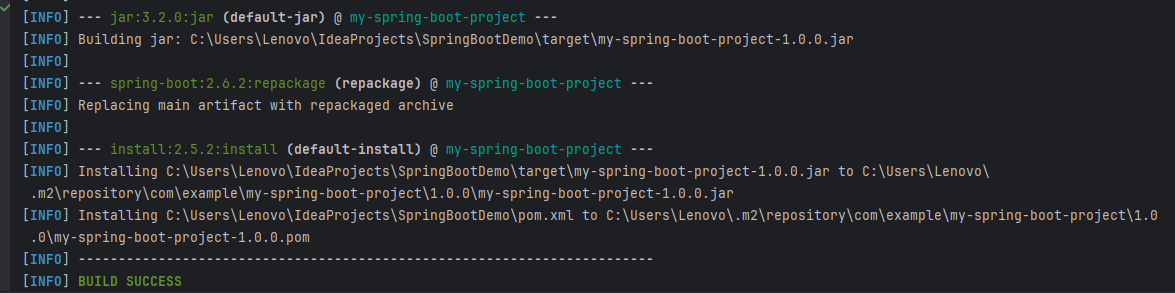 [INFO]
[INFO] --- jar:3.2.0:jar (default-jar) @ my-spring-boot-project ---
[INFO] Building jar: C:\Users\Lenovo\IdeaProjects\SpringBootDemo\target\my-spring-boot-project-1.0.0.jar
[INFO]
[INFO] --- spring-boot:2.6.2:repackage (repackage) @ my-spring-boot-project ---
[INFO] Replacing main artifact with repackaged archive
[INFO]
[INFO] --- install:2.5.2:install (default-install) @ my-spring-boot-project ---
[INFO] Installing C:\Users\Lenovo\IdeaProjects\SpringBootDemo\target\my-spring-boot-project-1.0.0.jar to C:\Users\Lenovo\
.m2\repository\com\example\my-spring-boot-project\1.0.0\my-spring-boot-project-1.0.0.jar
[INFO] Installing C:\Users\Lenovo\IdeaProjects\SpringBootDemo\pom.xml to C:\Users\Lenovo\.m2\repository\com\example\my-spring-boot-project\1.0
.0\my-spring-boot-project-1.0.0.pom
[INFO] ------------------------------------------------------------------------
[INFO] BUILD SUCCESS